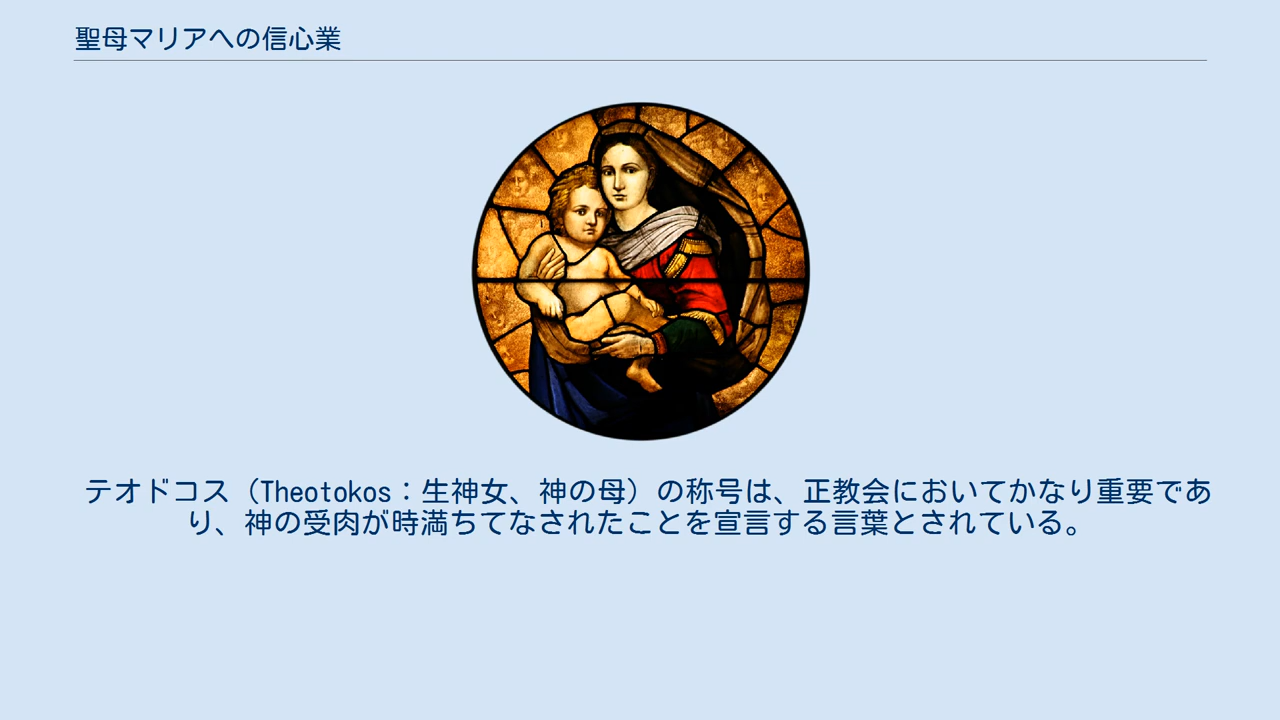 聖母マリアへの信心業
テオドコス（Theotokos：生神女、神の母）の称号は、正教会においてかなり重要であ
り、神の受肉が時満ちてなされたことを宣言する言葉とされている。